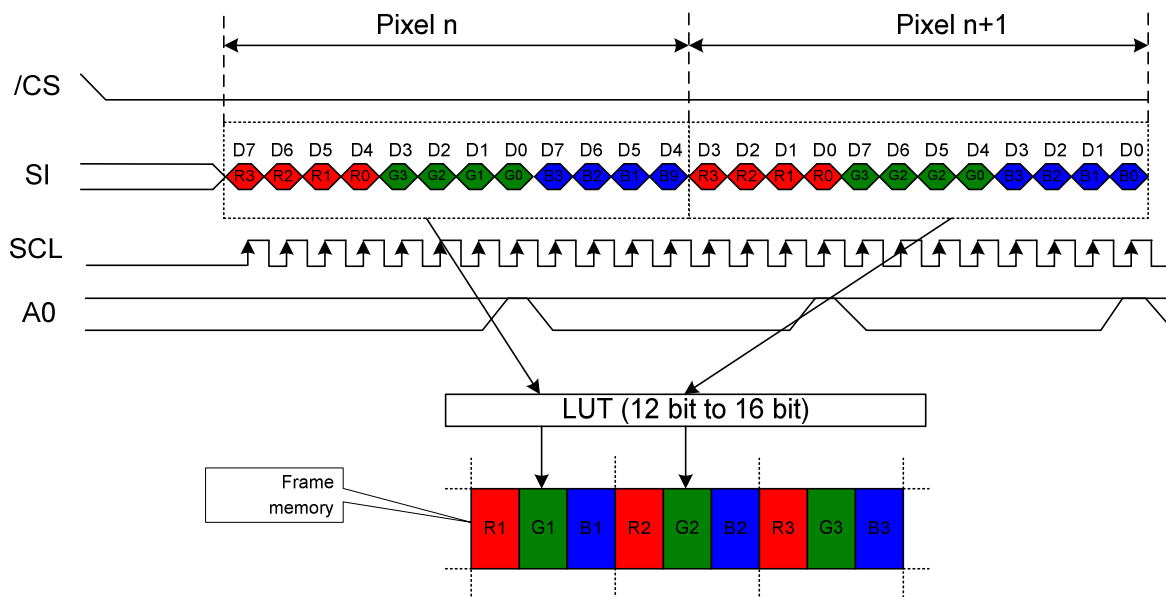 Pixel n Pixel n+1
/CS
D7 D6 D5 D4 D3 D2 D1 D0 D7 D6 D5 D4 D3 D2 D1 D0 D7 D6 D5 D4 D3 D2 D1 D0
SI R3 R2 R1 R0 G3 G2 G1 G0 B3 B2 B1 B9 R3 R2 R1 R0 G3 G2 G2 G0 B3 B2 B1 B0
SCL
A0
LUT (12 bit to 16 bit)
Frame
memory
R1 G1 B1 R2 G2 B2 R3 G3 B3